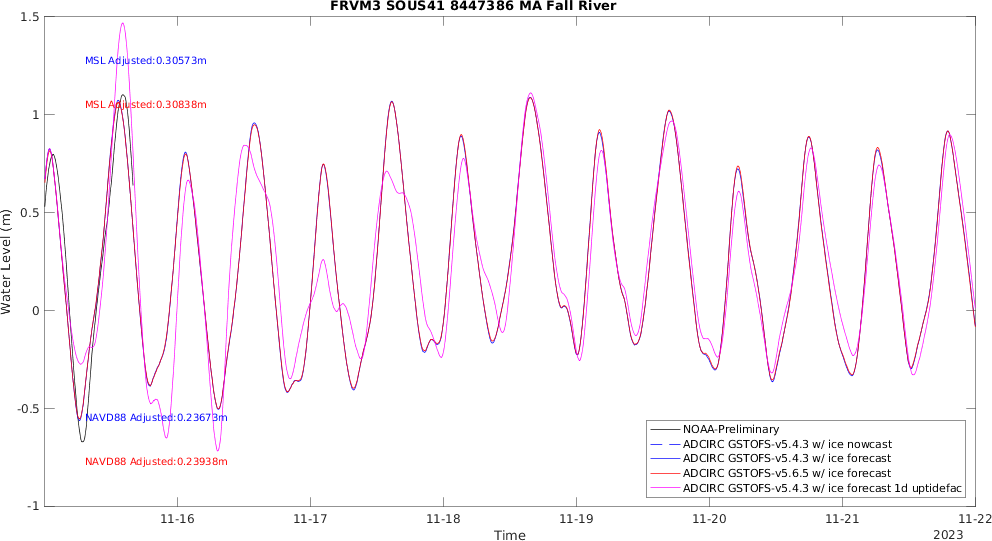 FRVM3 SOUS41 8447386 MA Fall River
1.5
1
0.5
0
-0.5
-1
Water Level (m)
MSL Adjusted:0.30573m
MSL Adjusted:0.30838m
NAVD88 Adjusted:0.23673m
NAVD88 Adjusted:0.23938m
NOAA-Preliminary
ADCIRC GSTOFS-v5.4.3 w/ ice nowcast
ADCIRC GSTOFS-v5.4.3 w/ ice forecast
ADCIRC GSTOFS-v5.6.5 w/ ice forecast
ADCIRC GSTOFS-v5.4.3 w/ ice forecast 1d uptidefac
11-16 11-17 11-18 11-19 11-20 11-21 11-22
Time
2023